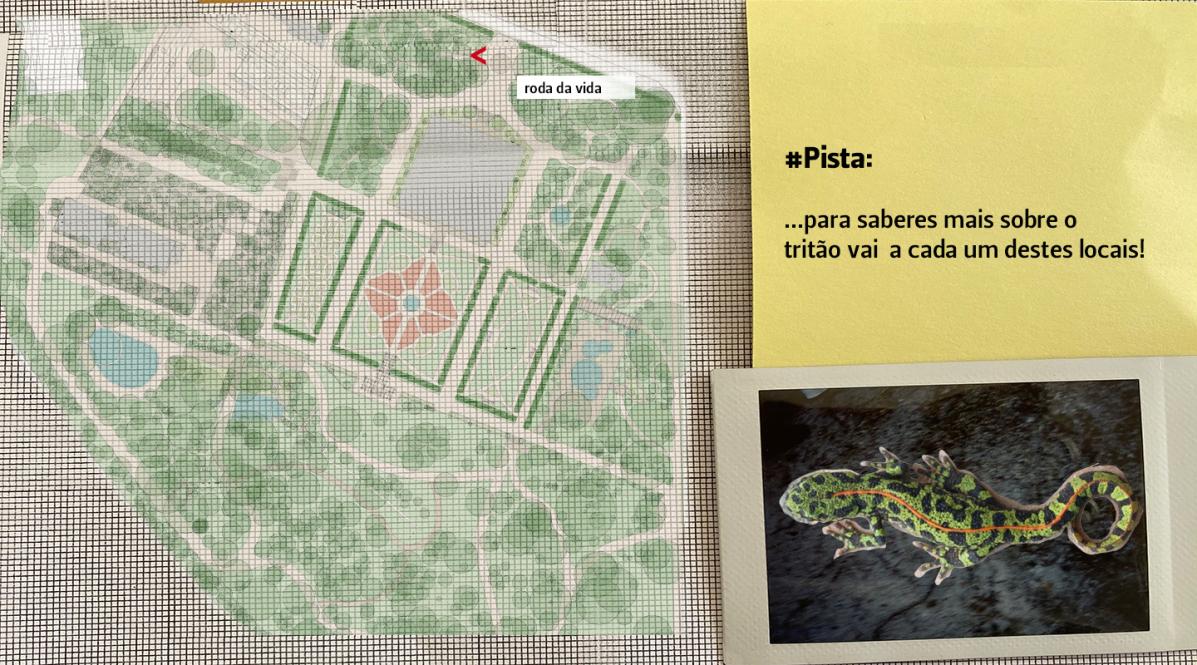 <
roda da vida
#Pista:
...para saberes mais sobre o
tritão vai  a cada um destes locais!